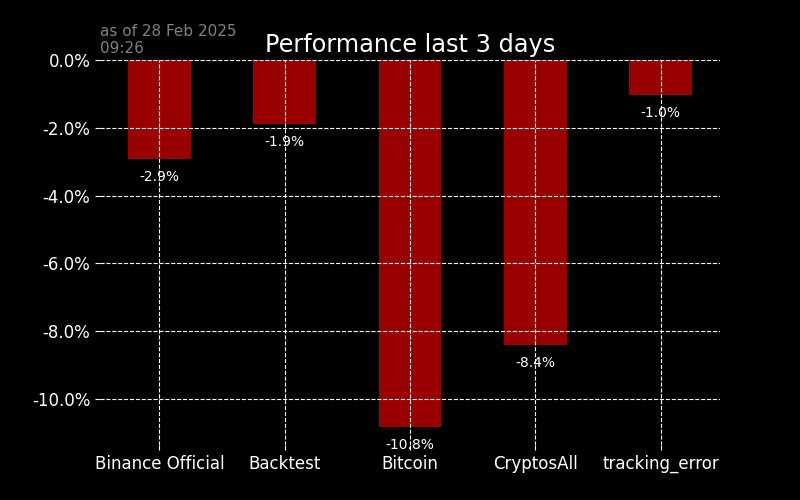 as of 28 Feb 2025
09:26
Performance last 3 days
0.0%
-2.0%
-4.0%
-6.0%
-8.0%
-10.0%
-2.9%
-1.9%
-10.8%
-8.4%
-1.0%
Binance Official
Backtest
Bitcoin
CryptosAll
tracking_error